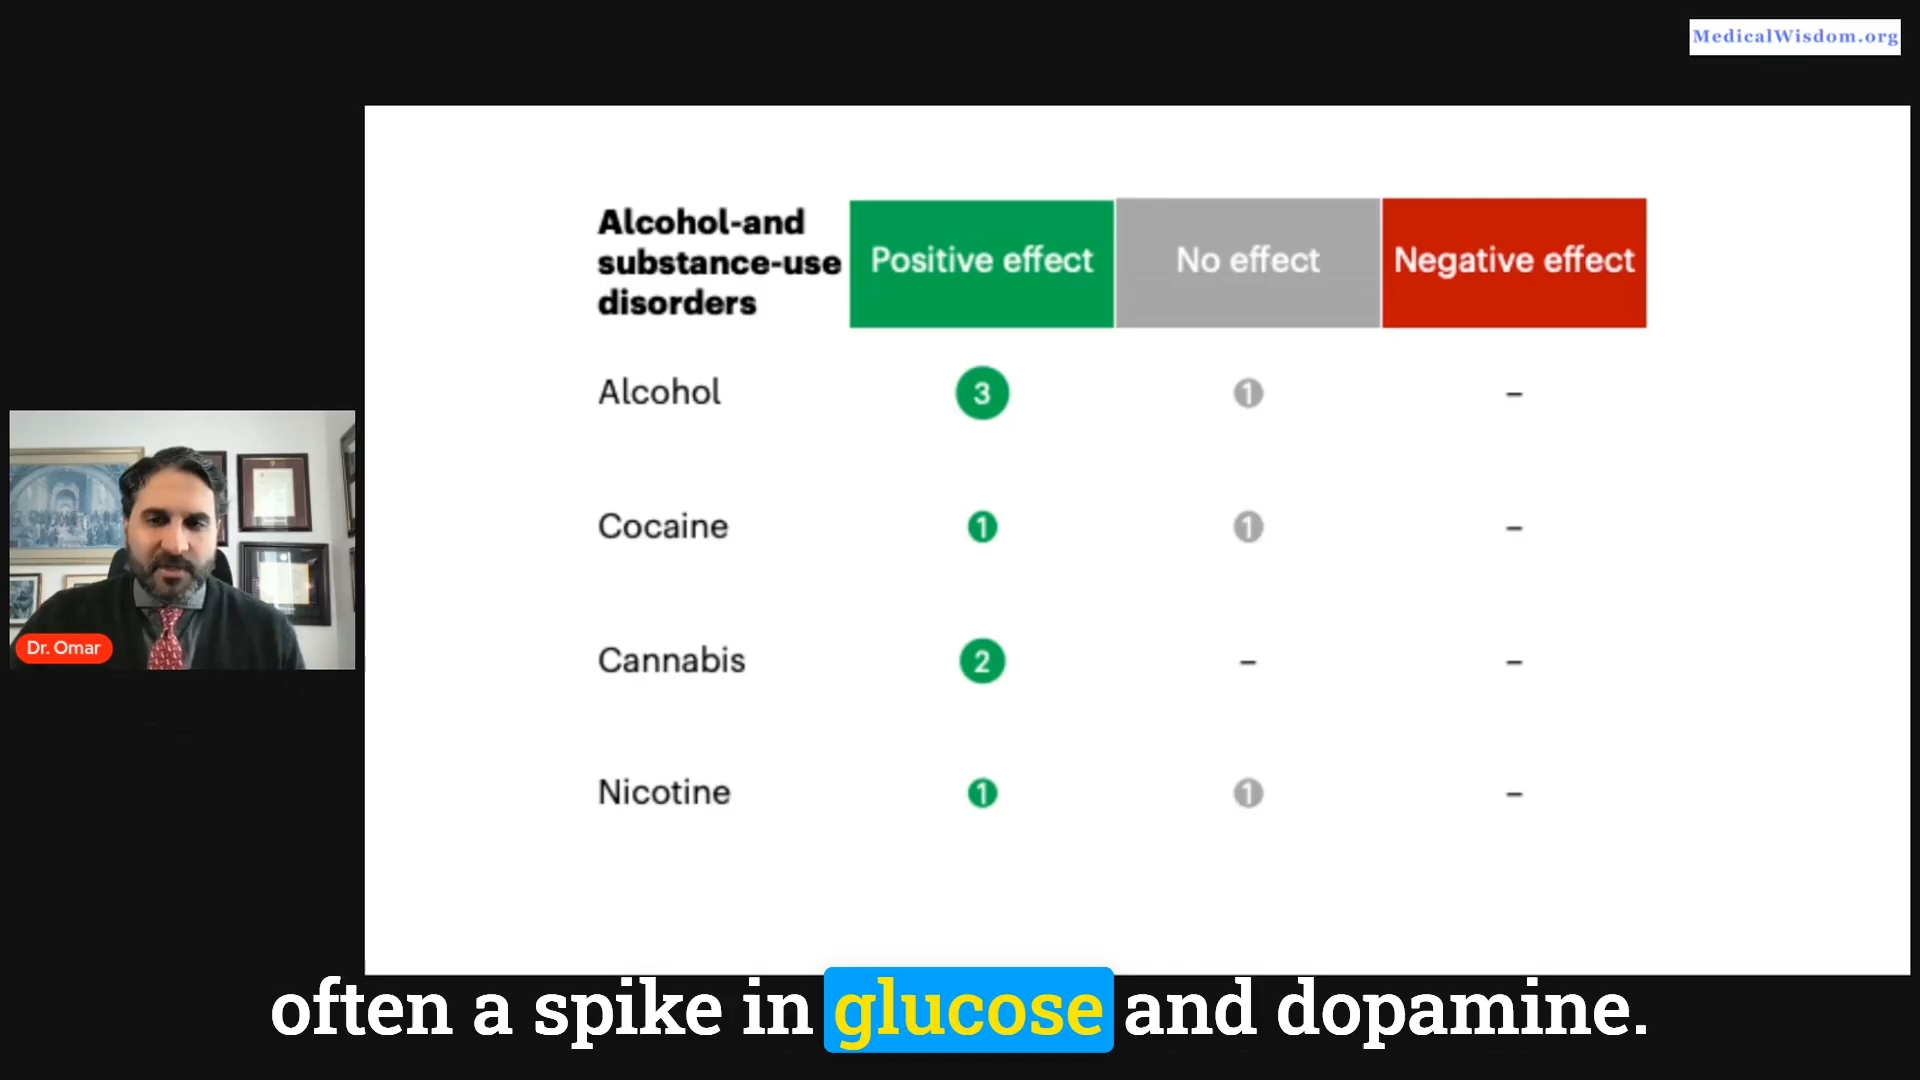 MedicalWisdom.org
Alcohol-and
substance-use
disorders
Positive effect
No effect
Negative effect
Alcohol
3
1
–
Cocaine
1
1
–
Cannabis
2
–
–
Nicotine
1
1
–
Dr. Omar
often a spike in glucose and dopamine.